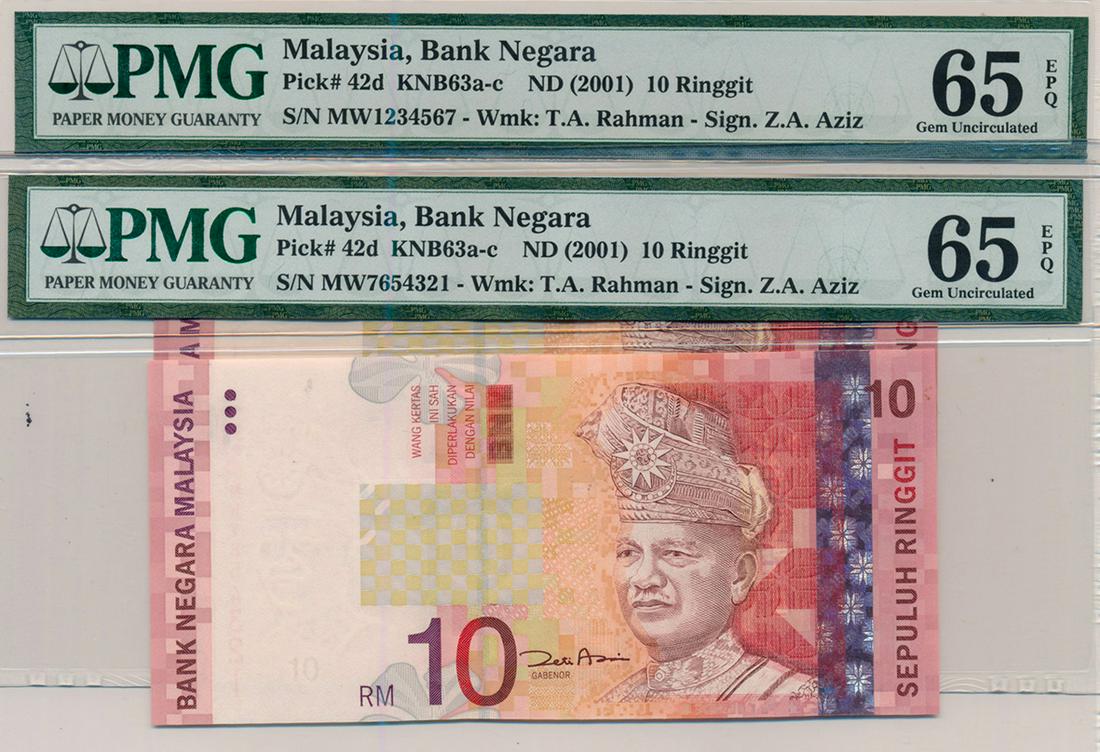 PMG
PAPER MONEY GUARANTY
Malaysia, Bank Negara
Pick# 42d KNB63a-c ND (2001) 10 Ringgit
S/N MW1234567 - Wmk: T.A. Rahman - Sign. Z.A. Aziz
65
EPQ
Gem Uncirculated
PMG
PAPER MONEY GUARANTY
Malaysia, Bank Negara
Pick# 42d KNB63a-c ND (2001) 10 Ringgit
S/N MW7654321 - Wmk: T.A. Rahman - Sign. Z.A. Aziz
65
EPQ
Gem Uncirculated
BANK NEGARA MALAYSIA
WANG KERTAS
INI SAH
DIPERLAKUKAN
DENGAN NILAI
10
SEPULUH RINGGIT
RM 10
Zeti Aziz
GABENOR